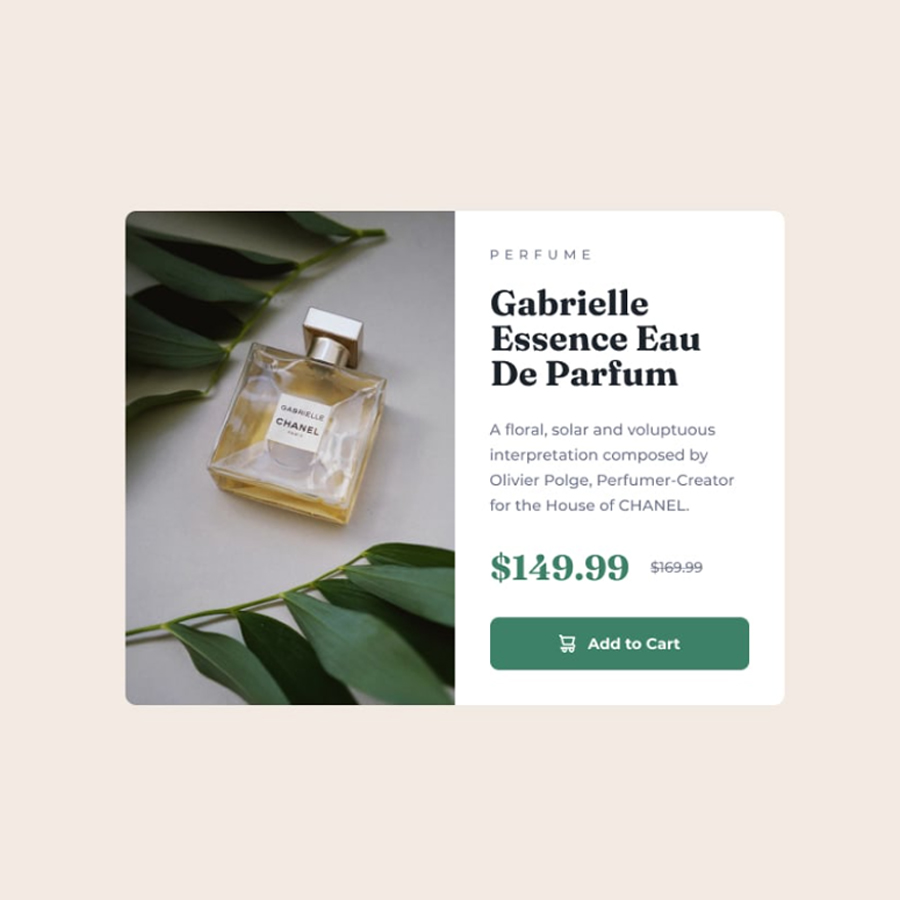 GABRIELLE
CHANEL
PARIS
PERFUME
Gabrielle
Essence Eau
De Parfum
A floral, solar and voluptuous
interpretation composed by
Olivier Polge, Perfumer-Creator
for the House of CHANEL.
$149.99 $169.99
Add to Cart